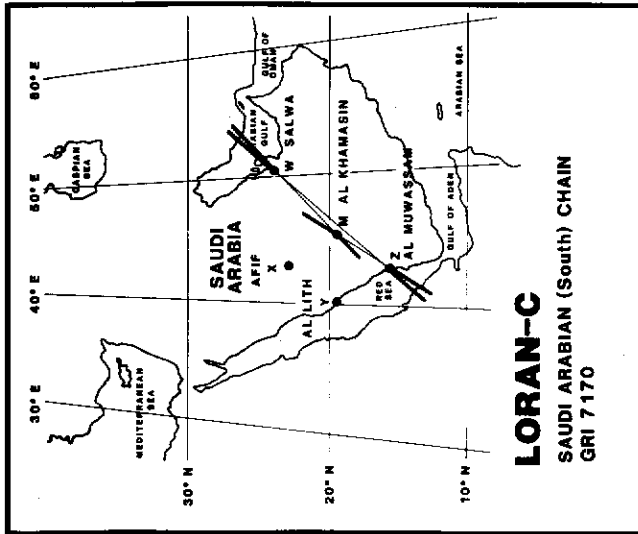 30° E
40° E
50° E
60° E
CASPIAN
SEA
MEDITERRANEAN
SEA
30° N
SAUDI
ARABIA
AFIF
X
GULF
GULF OF
OMAN
W SALWA
20° N
AL LITH
Y
M AL KHAMASIN
RED
SEA
Z
AL MUWASSAM
ARABIAN SEA
GULF OF ADEN
10° N
LORAN-C
SAUDI ARABIAN (South) CHAIN
GRI 7170